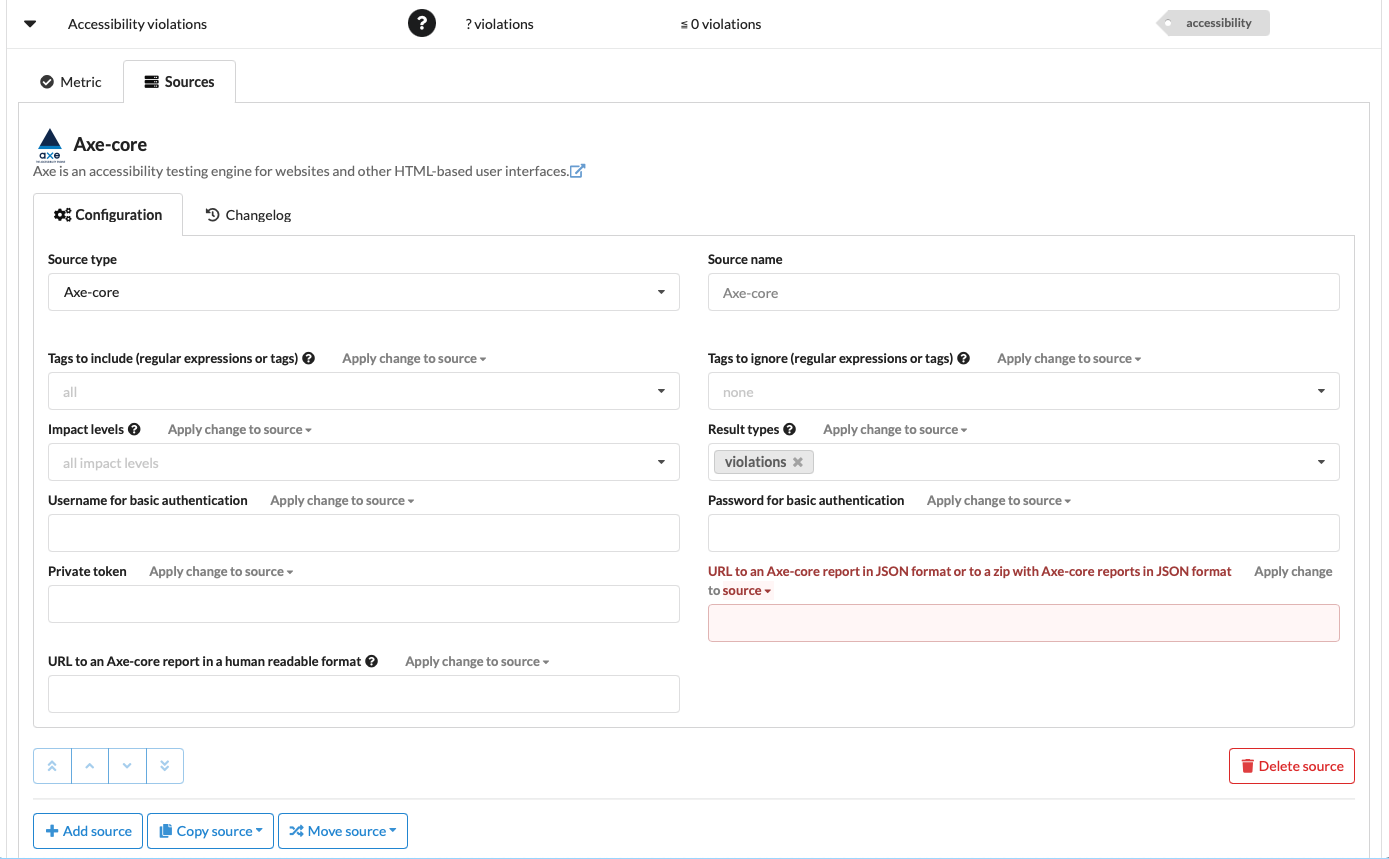 Accessibility violations ? ? violations ≤ 0 violations accessibility
Metric Sources
axe Axe-core
Axe is an accessibility testing engine for websites and other HTML-based user interfaces.
Configuration Changelog
Source type Source name
Axe-core Axe-core
Tags to include (regular expressions or tags) ? Apply change to source Tags to ignore (regular expressions or tags) ? Apply change to source
all none
Impact levels ? Apply change to source Result types ? Apply change to source
all impact levels violations
Username for basic authentication Apply change to source Password for basic authentication Apply change to source
Private token Apply change to source URL to an Axe-core report in JSON format or to a zip with Axe-core reports in JSON format Apply change
to source
URL to an Axe-core report in a human readable format ? Apply change to source
Delete source
Add source Copy source Move source